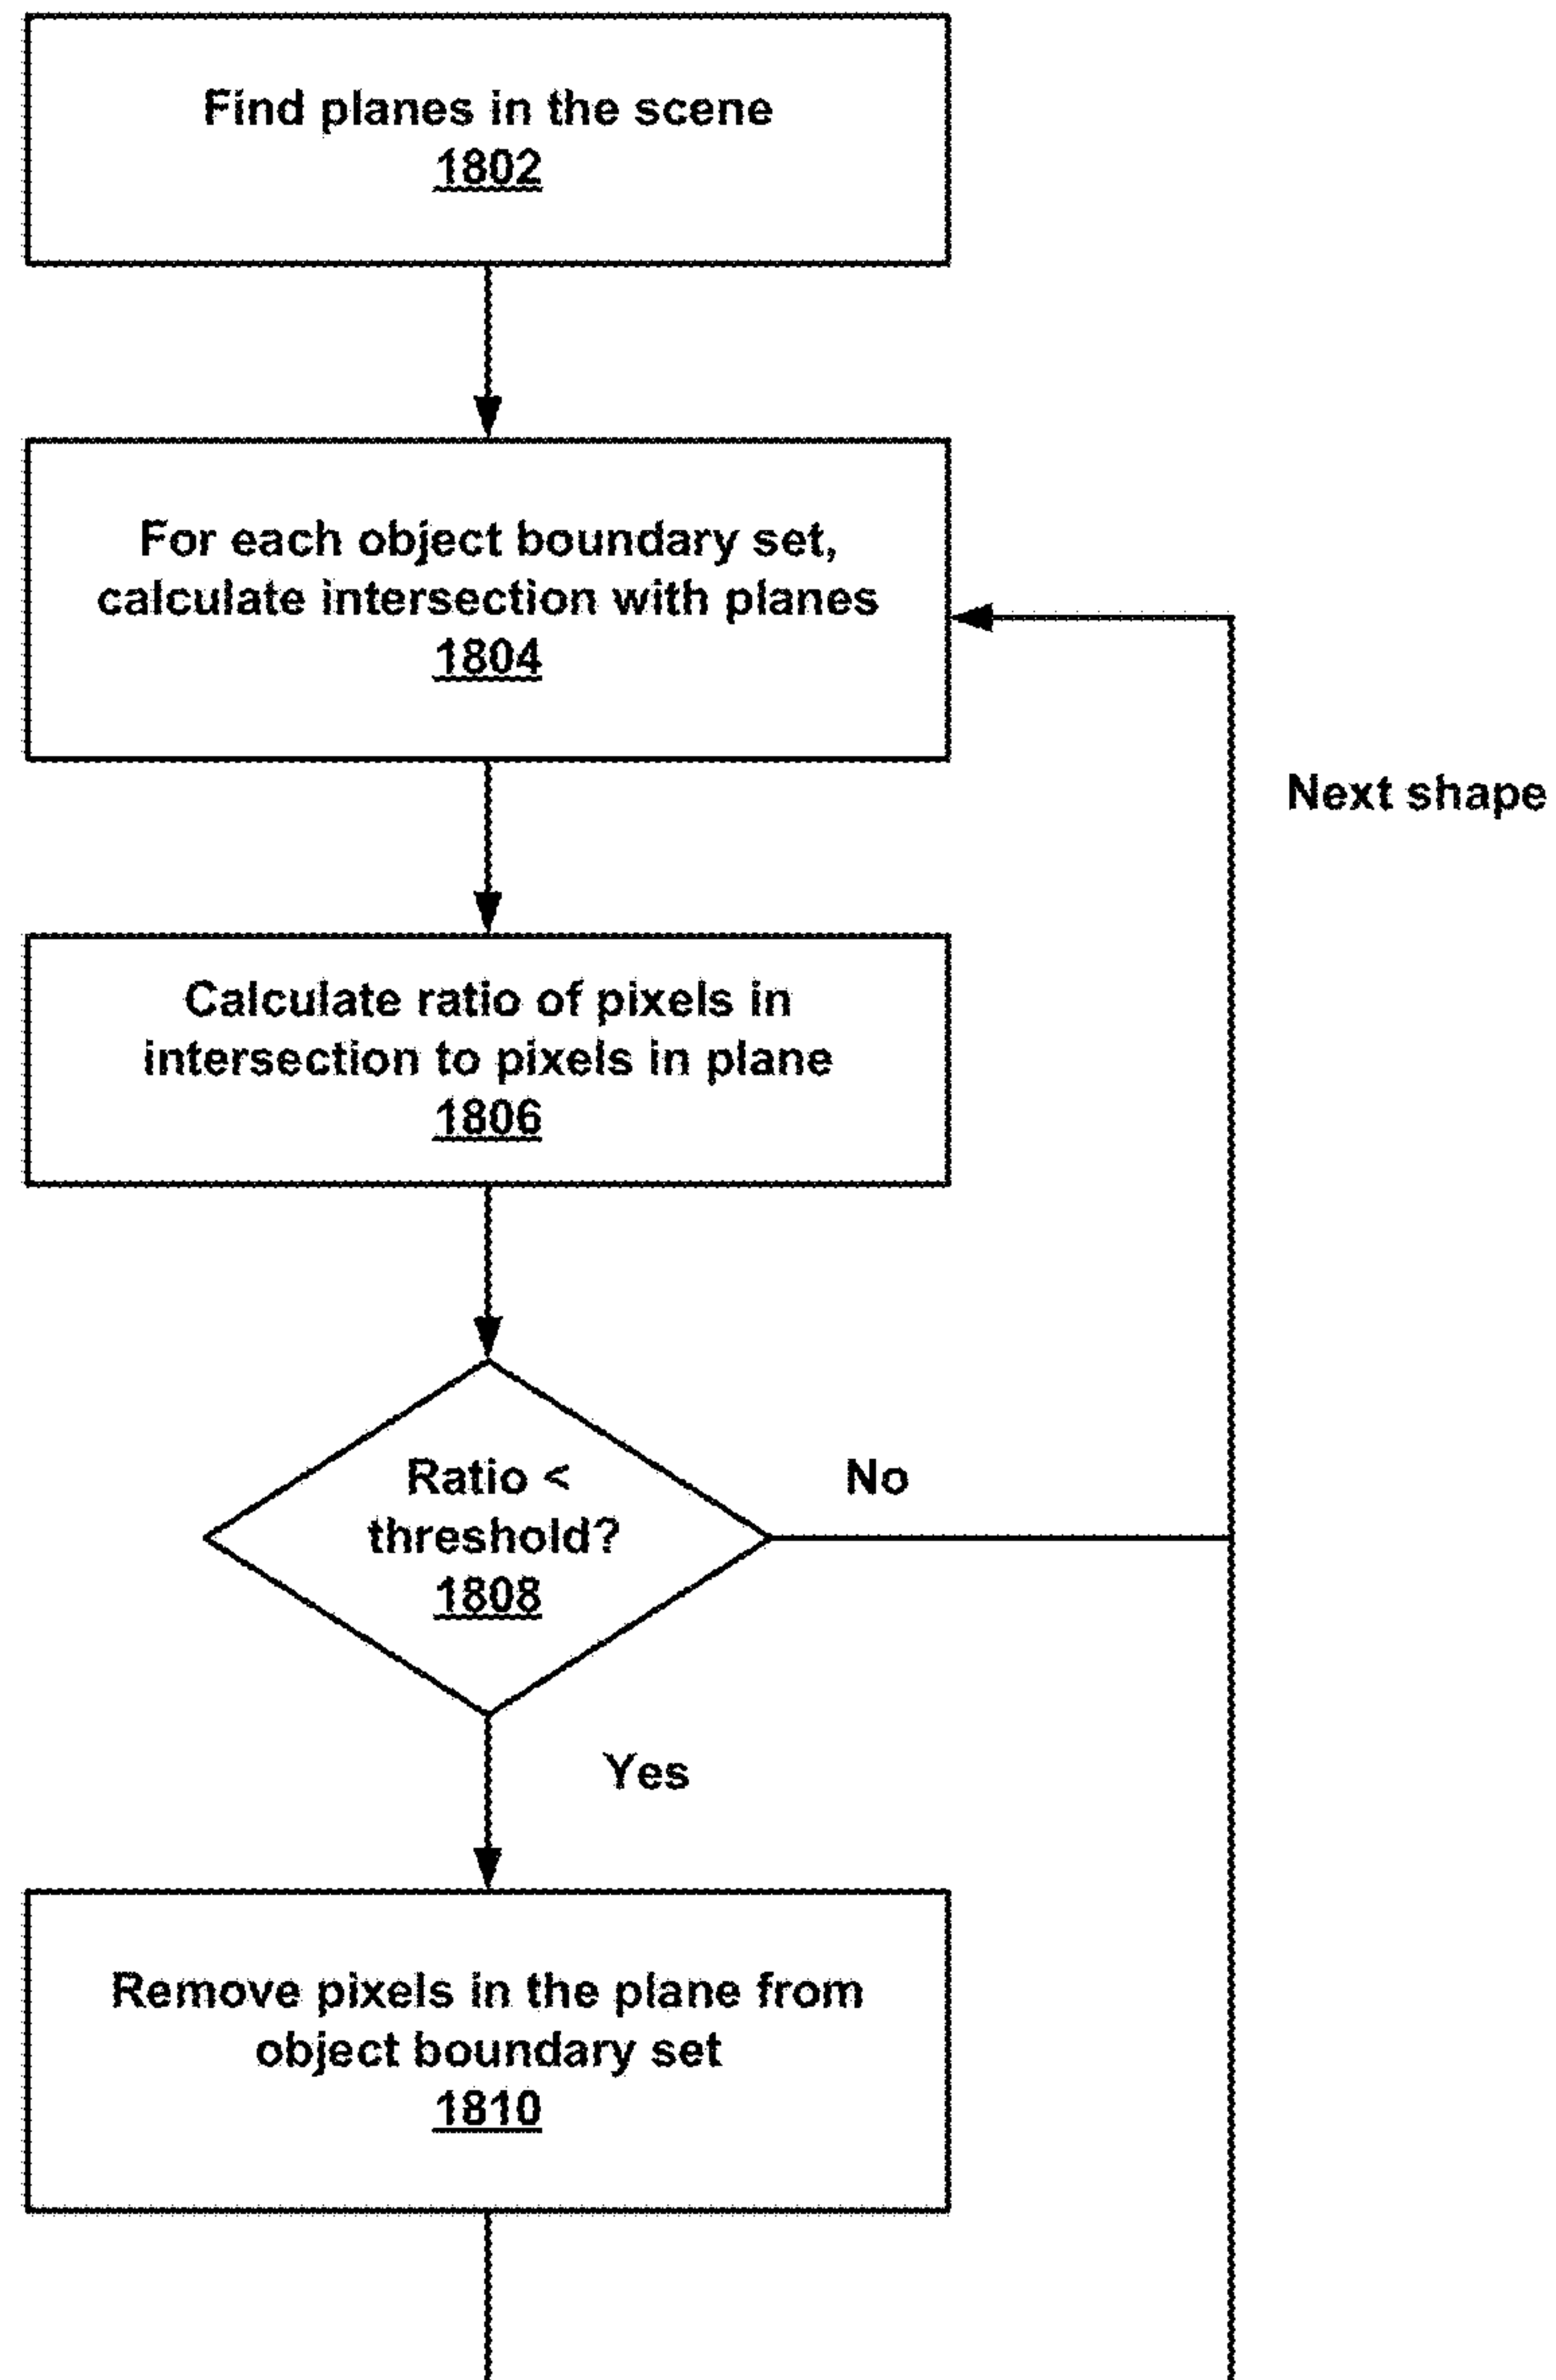 Find planes in the scene
1802
For each object boundary set,
calculate intersection with planes
1804
Next shape
Calculate ratio of pixels in
intersection to pixels in plane
1806
Ratio <
threshold?
1808
No
Yes
Remove pixels in the plane from
object boundary set
1810